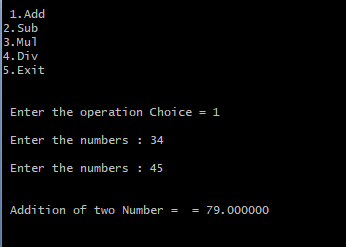 1.Add
2.Sub
3.Mul
4.Div
5.Exit
Enter the operation Choice = 1
Enter the numbers : 34
Enter the numbers : 45
Addition of two Number =  = 79.000000